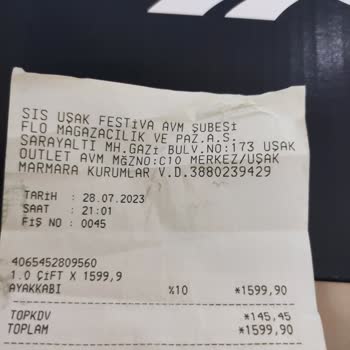 SIS UŞAK FESTİVA AVM ŞUBESİ
FLO MAGAZACILIK VE PAZ.A.S.
SARAYALTI MH.GAZİ BULV.NO:173 UŞAK
OUTLET AVM MĞZNO:C10 MERKEZ/UŞAK
MARMARA KURUMLAR V.D.3880239429
TARİH : 28.07.2023
SAAT : 21:01
FİŞ NO : 0045
4065452809560
1.0 ÇİFT X 1599,9
AYAKKABI %10 *1599,90
TOPKDV *145,45
TOPLAM *1599,90